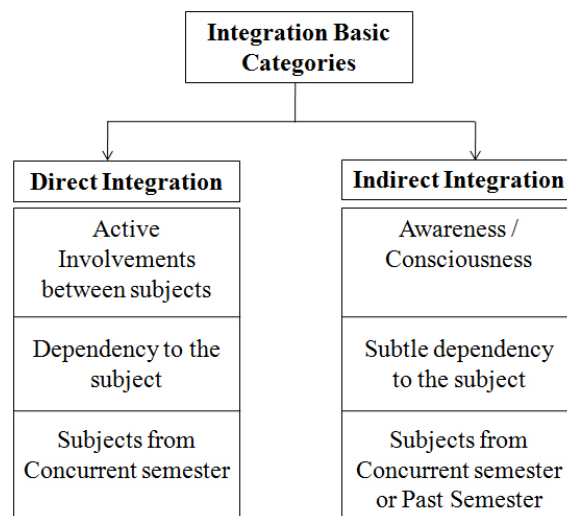 Integration Basic
Categories
Direct Integration
Active
Involvements
between subjects
Dependency to the
subject
Subjects from
Concurrent semester
Indirect Integration
Awareness /
Consciousness
Subtle dependency
to the subject
Subjects from
Concurrent semester
or Past Semester